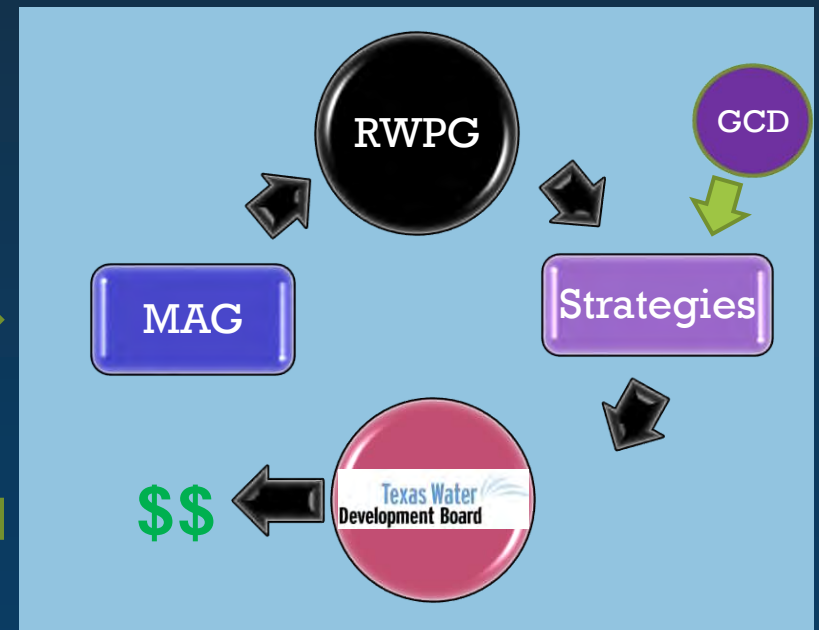 RWPG
GCD
MAG
Strategies
Texas Water
Development Board
$$